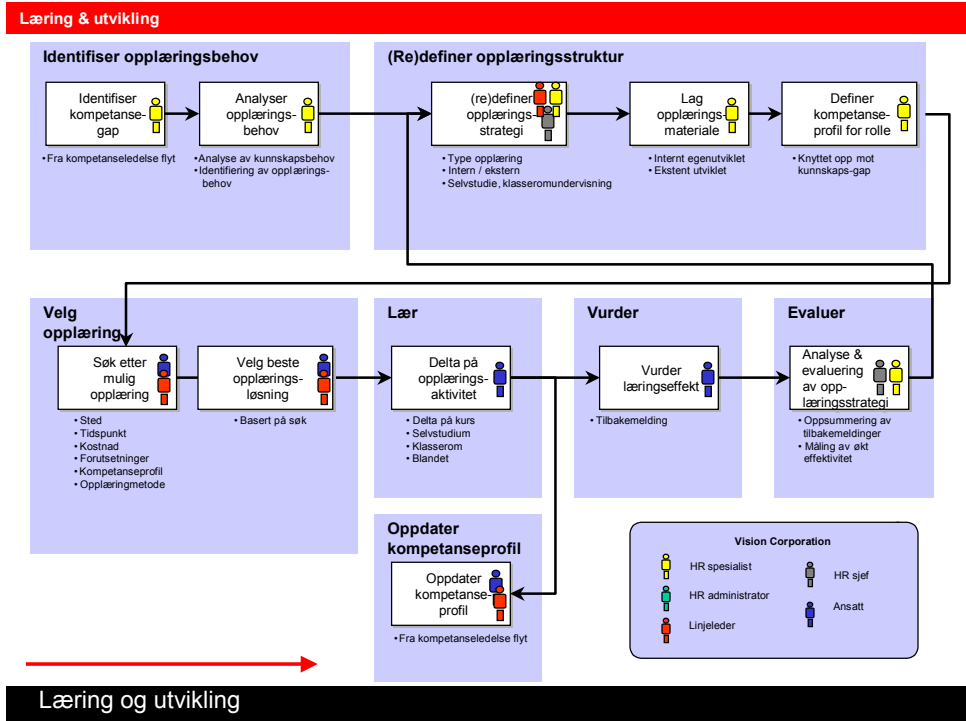 Læring & utvikling
Identifiser opplæringsbehov
Identifiser
kompetanse-
gap
• Fra kompetanseledelse flyt
Analyser
opplærings-
behov
• Analyse av kunnskapsbehov
• Identifiering av opplærings-
behov
(Re)definer opplæringsstruktur
(re)definer
opplærings-
strategi
• Type opplæring
• Intern / ekstern
• Selvstudie, klasseromundervisning
Lag
opplærings-
materiale
• Internt egenutviklet
• Ekstent utviklet
Definer
kompetanse-
profil for rolle
• Knyttet opp mot
kunnskaps-gap
Velg
opplæring
Søk etter
mulig
opplæring
• Sted
• Tidspunkt
• Kostnad
• Forutsetninger
• Kompetanseprofil
• Opplæringmetode
Velg beste
opplærings-
løsning
• Basert på søk
Lær
Delta på
opplærings-
aktivitet
• Delta på kurs
• Selvstudium
• Klasserom
• Blandet
Vurder
Vurder
læringseffekt
• Tilbakemelding
Evaluer
Analyse &
evaluering
av opp-
læringsstrategi
• Oppsummering av
tilbakemeldinger
• Måling av økt
effektivitet
Oppdater
kompetanseprofil
Oppdater
kompetanse-
profil
• Fra kompetanseledelse flyt
Vision Corporation
HR spesialist
HR administrator
Linjeleder
HR sjef
Ansatt
Læring og utvikling